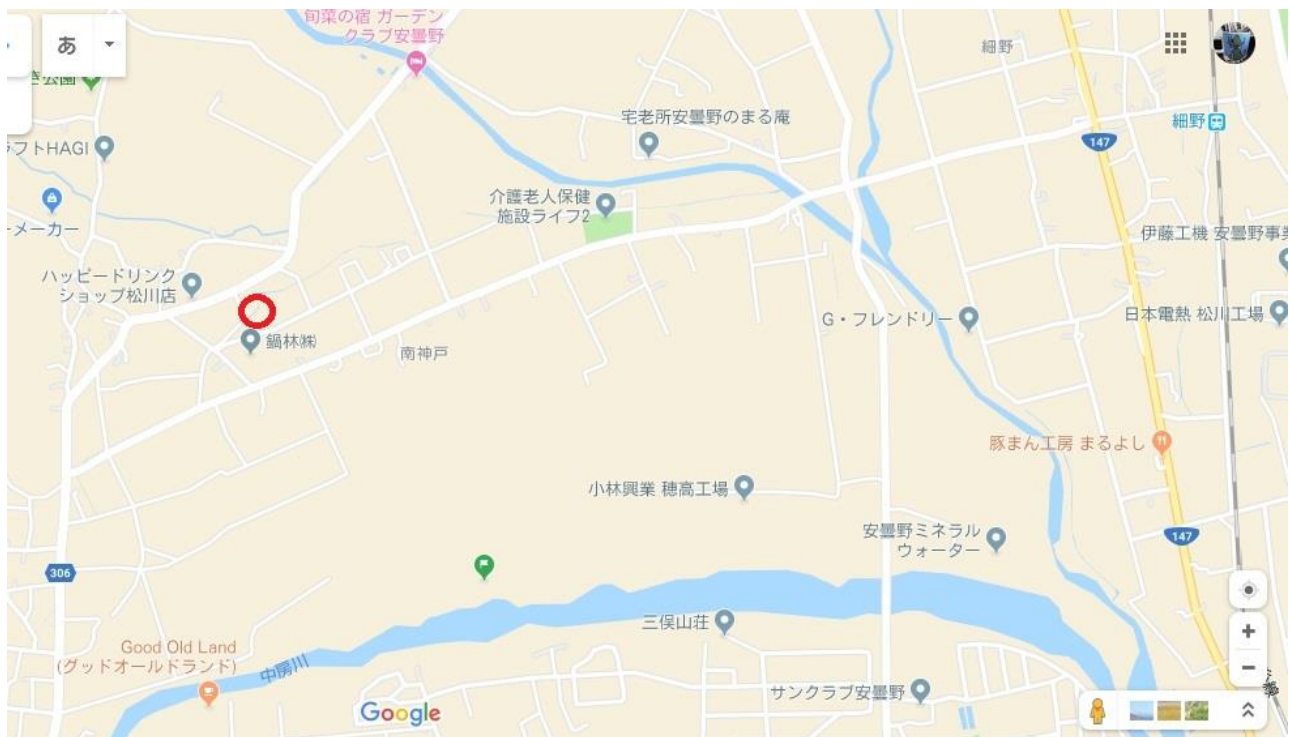 旬菜の宿 ガーデン
クラブ安曇野
あ
細野
き公園
宅老所安曇野のまる庵
細野
147
フトHAGI
介護老人保健
施設ライフ2
ーメーカー
伊藤工機 安曇野事業
ハッピードリンク
ショップ松川店
日本電熱 松川工場
G・フレンドリー
鍋林㈱
南神戸
豚まん工房 まるよし
小林興業 穂高工場
安曇野ミネラル
ウォーター
147
306
三俣山荘
Good Old Land
(グッドオールドランド)
中房川
サンクラブ安曇野
Google